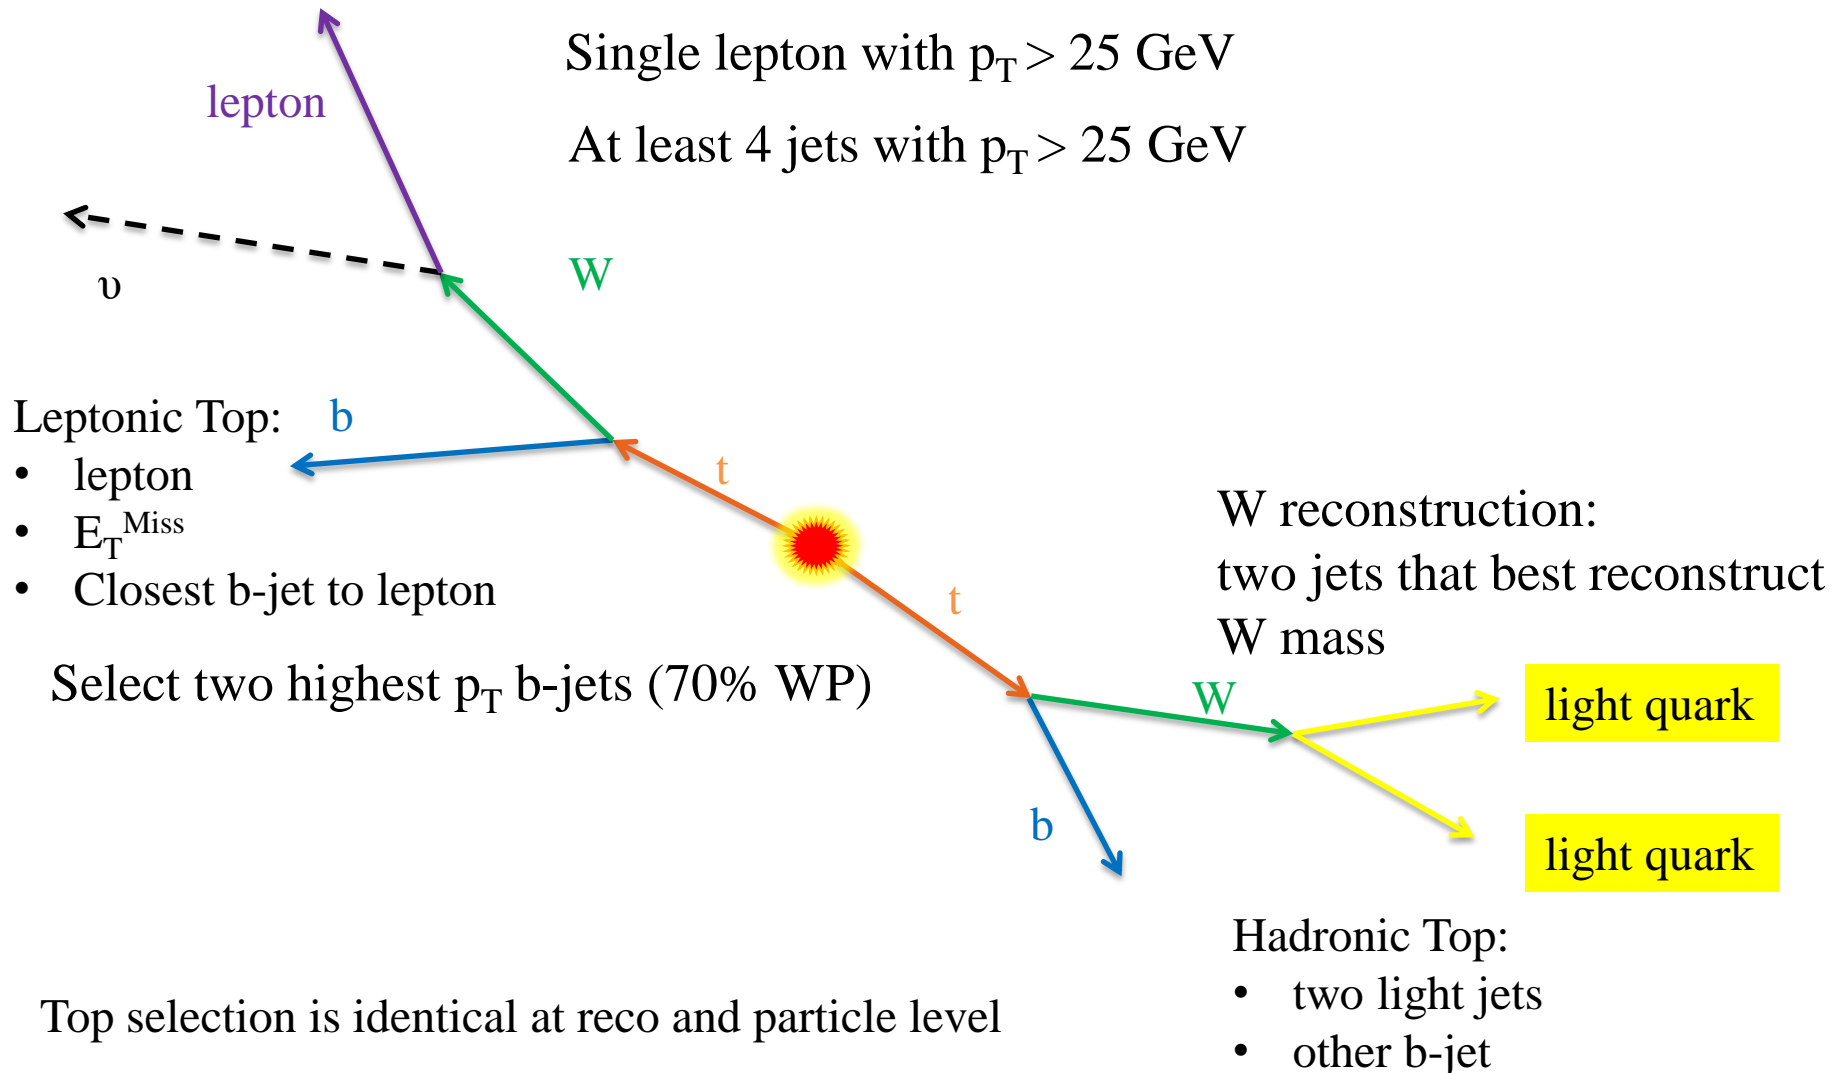 Single lepton with pT > 25 GeV
lepton
At least 4 jets with pT > 25 GeV
W
υ
Leptonic Top:
b
• lepton
• ET^Miss
• Closest b-jet to lepton
t
W reconstruction:
two jets that best reconstruct
W mass
t
Select two highest pT b-jets (70% WP)
W
light quark
b
light quark
Hadronic Top:
• two light jets
• other b-jet
Top selection is identical at reco and particle level